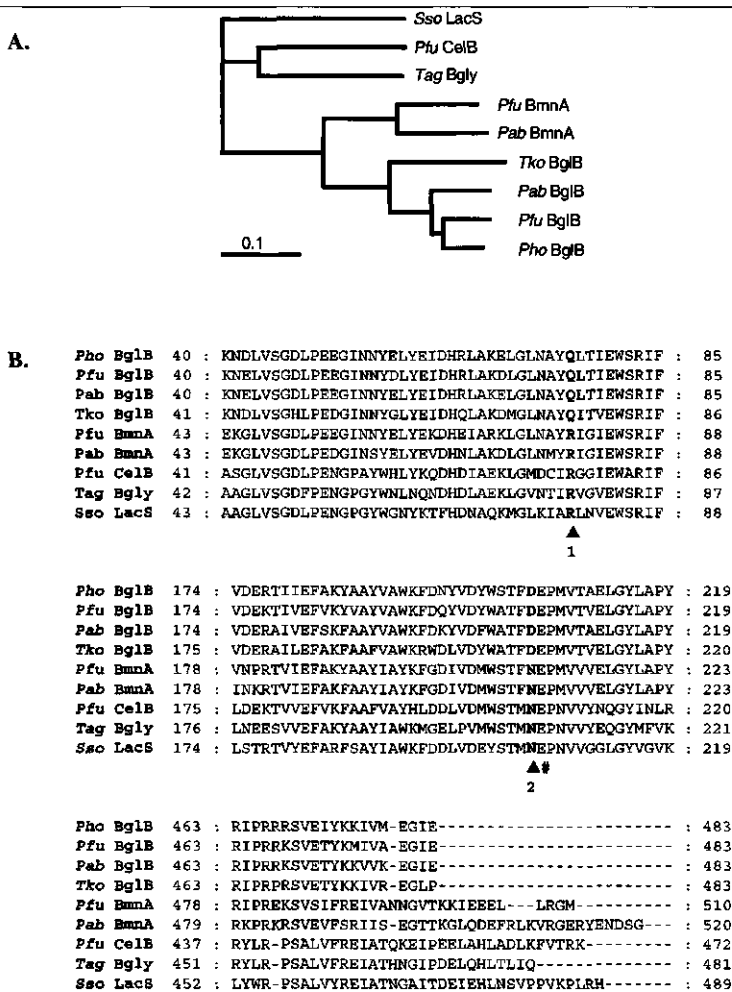 A.
Sso LacS
Pfu CelB
Tag Bgly
Pfu BmnA
Pab BmnA
Tko BglB
Pab BglB
Pfu BglB
Pho BglB
0.1
B.
Pho BglB 40 : KNDLVSGDLPEEGINNYELYEIDHRLAKELGLNAYQLTIEWSRIF : 85
Pfu BglB 40 : KNELVSGDLPEEGINNYDLYEIDHRLAKDLGLNAYQLTIEWSRIF : 85
Pab BglB 40 : KNELVSGDLPEEGINNYELYEIDHRLAKELGLNAYQLTIEWSRIF : 85
Tko BglB 41 : KNDLVSGHLPEDGINNYGLYEIDHQLAKDMGLNAYQITVEWSRIF : 86
Pfu BmnA 43 : EKGLVSGDLPEEGINNYELYEKDHEIARKLGLNAYRIGIEWSRIF : 88
Pab BmnA 43 : EKGLVSGDLPEDGINSYELYEVDHNLAKDLGLNMYRIGIEWSRIF : 88
Pfu CelB 41 : ASGLVSGDLPENGPAYWHLYKQDHDIAEKLGMDCIRGGIEWARIF : 86
Tag Bgly 42 : AAGLVSGDFPENGPGYWNLNQNDHDLAEKLGVNTIRVGVEWSRIF : 87
Sso LacS 43 : AAGLVSGDLPENGPGYWGNYKTFHDNAQKMGLKIARLNVEWSRIF : 88
▲
1
Pho BglB 174 : VDERTIIEFAKYAAYVAWKFDNYVDYWSTFDEPMVTAELGYLAPY : 219
Pfu BglB 174 : VDEKTIVEFVKYVAYVAWKFDQYVDYWATFDEPMVTVELGYLAPY : 219
Pab BglB 174 : VDERAIVEFSKFAAYVAWKFDKYVDFWATFDEPMVTAELGYLAPY : 219
Tko BglB 175 : VDERAILEFAKFAAFVAWKRWDLVDYWATFDEPMVTVELGYLAPY : 220
Pfu BmnA 178 : VNPRTVIEFAKYAAYIAYKFGDIVDMWSTFNEPMVVVELGYLAPY : 223
Pab BmnA 178 : INKRTVIEFAKFAAYIAYKFGDIVDMWSTFNEPMVVVELGYLAPY : 223
Pfu CelB 175 : LDEKTVVEFVKFAAFVAYHLDDLVDMWSTMNEPNVVYNQGYINLR : 220
Tag Bgly 176 : LNEESVVEFAKYAAYIAWKMGELPVMWSTMNEPNVVYEQGYMFVK : 221
Sso LacS 174 : LSTRTVYEFARFSAYIAWKFDDLVDEYSTMNEPNVVGGLGYVGVK : 219
▲#
2
Pho BglB 463 : RIPRRRSVEIYKKIVM-EGIE------------------------ : 483
Pfu BglB 463 : RIPRRKSVETYKMIVA-EGIE------------------------ : 483
Pab BglB 463 : RIPRRKSVETYKKVVK-EGIE------------------------ : 483
Tko BglB 463 : RIPRPRSVETYKKIVR-EGLP------------------------ : 483
Pfu BmnA 478 : RIPREKSVSIFREIVANNGVTKKIEEEL---LRGM---------- : 510
Pab BmnA 479 : RKPRKRSVEVFSRIIS-EGTTKGLQDEFRLKVRGERYENDSG--- : 520
Pfu CelB 437 : RYLR-PSALVFREIATQKEIPEELAHLADLKFVTRK--------- : 472
Tag Bgly 451 : RYLR-PSALVFREIATHNGIPDELQHLTLIQ-------------- : 481
Sso LacS 452 : LYWR-PSALVYREIATNGAITDEIEHLNSVPPVKPLRH------- : 489